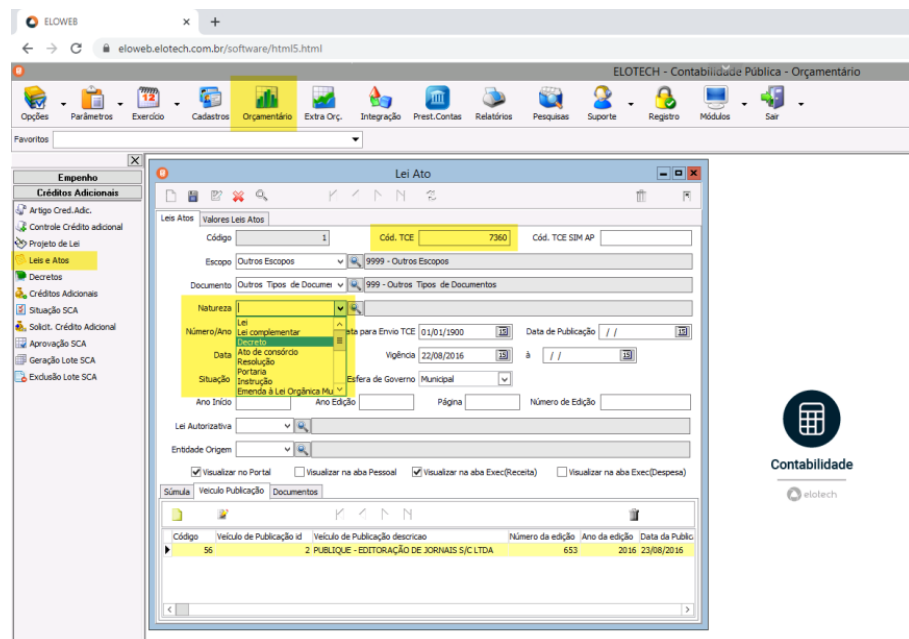 ELOWEB
eloweb.elotech.com.br/software/html5.html
ELOTECH - Contabilidade Pública - Orçamentário
Opções Parâmetros Exercício Cadastros Orçamentário Extra Orç. Integração Prest.Contas Relatórios Pesquisas Suporte Registro Módulos Sair
Favoritos
Empenho
Créditos Adicionais
Artigo Cred.Adic.
Controle Crédito adicional
Projeto de Lei
Leis e Atos
Decretos
Créditos Adicionais
Situação SCA
Solicit. Crédito Adicional
Aprovação SCA
Geração Lote SCA
Exclusão Lote SCA
Lei Ato
Leis Atos Valores Leis Atos
Código 1 Cód. TCE 7360 Cód. TCE SIM AP
Escopo Outros Escopos 9999 - Outros Escopos
Documento Outros Tipos de Documen 999 - Outros Tipos de Documentos
Natureza
Lei
Lei complementar
Decreto
Ato de consórcio
Resolução
Portaria
Instrução
Emenda à Lei Orgânica Mu
Número/Ano ata para Envio TCE 01/01/1900 Data de Publicação / /
Data Vigência 22/08/2016 à / /
Situação Esfera de Governo Municipal
Ano Início Ano Edição Página Número de Edição
Lei Autorizativa
Entidade Origem
Visualizar no Portal Visualizar na aba Pessoal Visualizar na aba Exec(Receita) Visualizar na aba Exec(Despesa)
Súmula Veiculo Publicação Documentos
Código Veículo de Publicação id Veículo de Publicação descricao Número da edição Ano da edição Data da Public
56 2 PUBLIQUE - EDITORAÇÃO DE JORNAIS S/C LTDA 653 2016 23/08/2016
Contabilidade
elotech